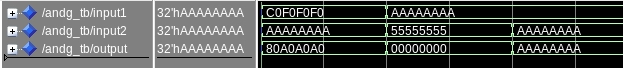 /andg_tb/input1 32'hAAAAAAAA C0F0F0F0 AAAAAAAA
/andg_tb/input2 32'hAAAAAAAA AAAAAAAA 55555555 AAAAAAAA
/andg_tb/output 32'hAAAAAAAA 80A0A0A0 00000000 AAAAAAAA